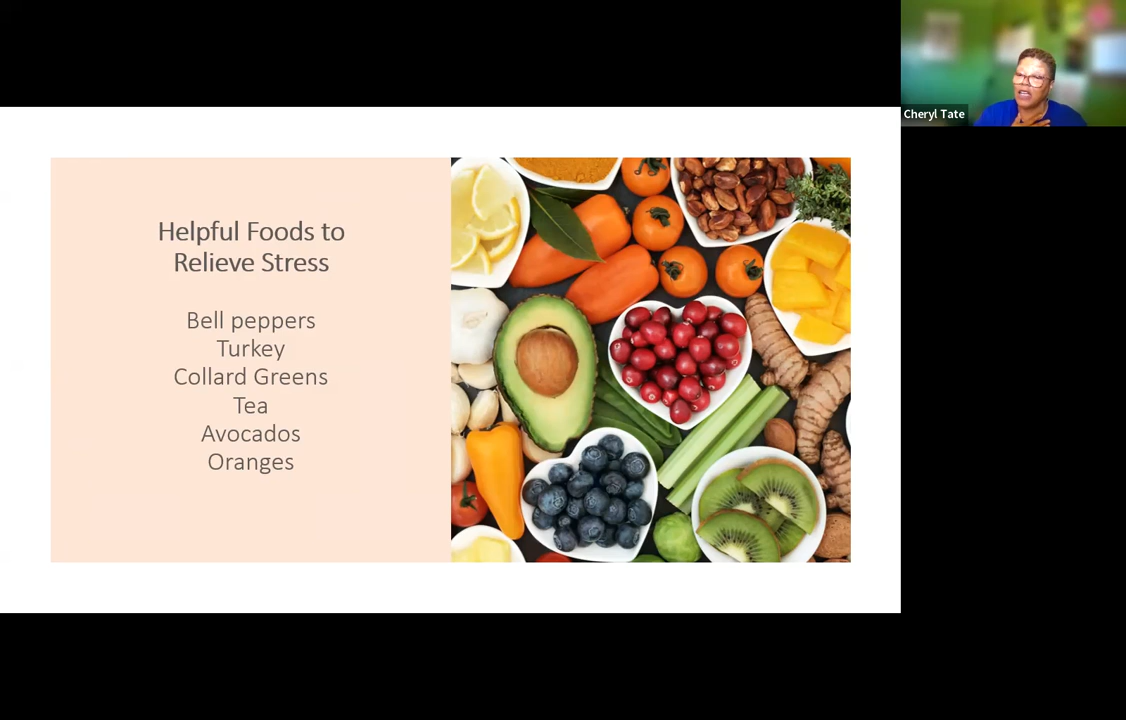 Cheryl Tate
Helpful Foods to
Relieve Stress
Bell peppers
Turkey
Collard Greens
Tea
Avocados
Oranges